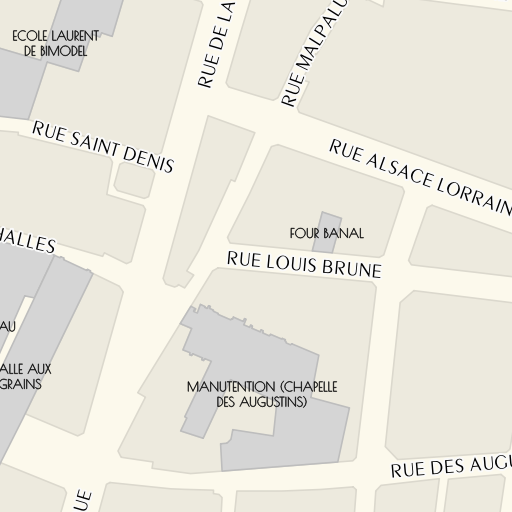 ECOLE LAURENT
DE BIMODEL
RUE DE LA
RUE MALPALU
RUE SAINT DENIS
RUE ALSACE LORRAIN
HALLES
FOUR BANAL
RUE LOUIS BRUNE
AU
ALLE AUX
GRAINS
MANUTENTION (CHAPELLE
DES AUGUSTINS)
RUE DES AUGU
UE